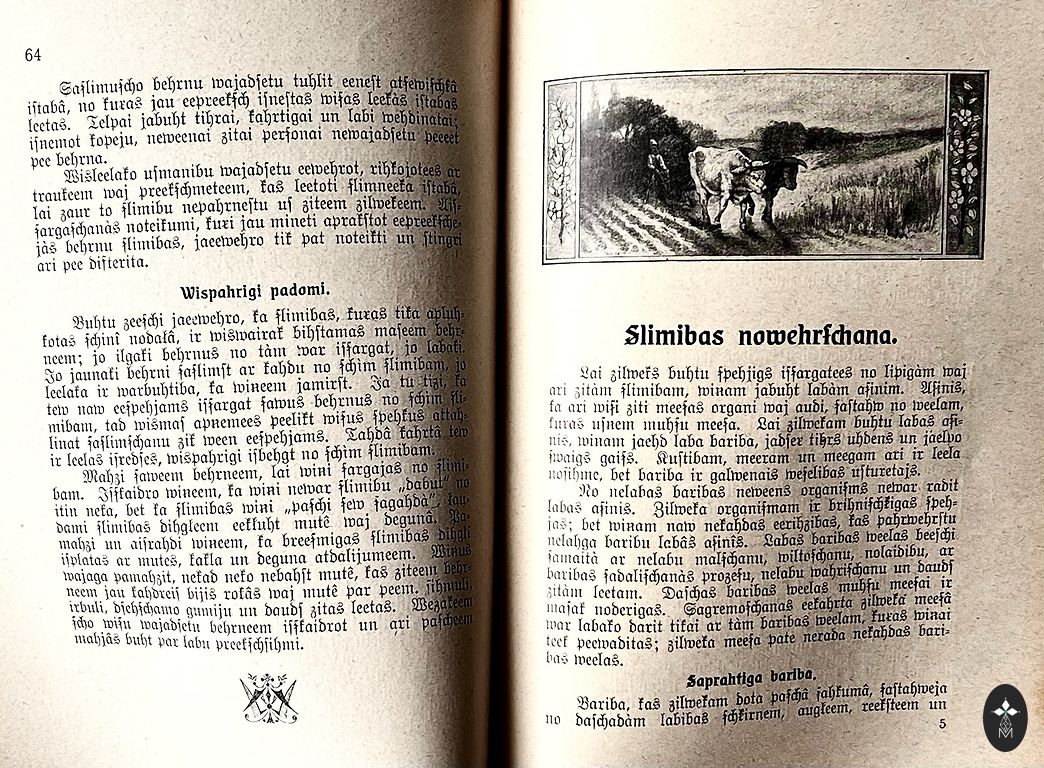 64
Saslimuscho behrnu wajadsetu tuhlit eenest atsewischkâ
istabâ, no kuras jau eepreeksch isnestas wisas leekâs istabas
leetas. Telpai jabuht tihrai, kahrtigai un labi wehdinatai;
isnemot kopeju, neweenai zitai personai newajadsetu peeeet
pee behrna.
Wisleelako usmanibu wajadsetu eewehrot, rihkojotees ar
traukeem waj preekschmeteem, kas leetoti slimneeka istabâ,
lai zaur to slimibu nepahrnestu us ziteem zilwekeem. Ais-
sargaschanâs noteikumi, kuri jau mineti aprakstot eepreeksche-
jâs behrnu slimibas, jaeewehro tik pat noteikti un stingri
ari pee difterita.
Wispahrigi padomi.
Buhtu zeeschi jaeewehro, ka slimibas, kuras tika apluh-
kotas schinî nodalâ, ir wiswairak bihstamas maseem behr-
neem; jo ilgaki behrnus no tâm war issargat, jo labaki.
Jo jaunaki behrni saslimst ar kahdu no schim slimibam, jo
leelaka ir warbuhtiba, ka wineem jamirst. Ja tu tizi, ka
tew naw eespehjams issargat sawus behrnus no schim sli-
mibam, tad wismas apnemees peelikt wisus spehkus attah-
linat saslimschanu zik ween eespehjams. Tahdâ kahrtâ tew
ir leelas isredses, wispahrigi isbehgt no schim slimibam.
Mahzi saweem behrneem, lai wini sargajas no slimi-
bam. Isskaidro wineem, ka wini newar slimibu „dabut" no
itin neka, bet ka slimibas wini „paschi sew sagahda", kau-
dami slimibas dihgleem eekluht mutê waj degunâ. Pa-
mahzi un aisrahdi wineem, ka breesmigas slimibas dihgli
isplatas ar mutes, kakla un deguna atdalijumeem. Winus
wajaga pamahzit, nekad neko nebahst mutê, kas ziteem behr-
neem jau kahdreis bijis rokâs waj mutê par peem. sihmuli,
irbuli, dsehschamo gumiju un dauds zitas leetas. Wezakeem
scho wisu wajadsetu behrneem isskaidrot un ari pascheem
mahjâs buht par labu preekschsihmi.
Slimibas nowehrschana.
Lai zilweks buhtu spehjigs issargatees no lipigâm waj
ari zitâm slimibam, winam jabuht labâm asinim. Asinis,
ka ari wisi ziti meesas organi waj audi, sastahw no weelam,
kuras usnem muhsu meesa. Lai zilwekam buhtu labas asi-
nis, winam jaehd laba bariba, jadser tihrs uhdens un jaelpo
swaigs gaiss. Kustibam, meeram un meegam ari ir leela
nosihme, bet bariba ir galwenais weselibas usturetajs.
No nelabas baribas neweens organisms newar radit
labas asinis. Zilweka organismam ir brihnischkigas speh-
jas; bet winam naw nekahdas eerihzibas, kas pahrwehrstu
nelahga baribu labâs asinîs. Labas baribas weelas beeschi
samaitâ ar nelabu malschanu, wiltoschanu, nolaidibu, ar
baribas sadalischanâs prozesu, nelabu wahrischanu un dauds
zitâm leetam. Daschas baribas weelas muhsu meesai ir
masak noderigas. Sagremoschanas eekahrta zilweka meesâ
war labako darit tikai ar tâm baribas weelam, kuras winai
teek peewaditas; zilweka meesa pate nerada nekahdas bari-
bas weelas.
Saprahtiga bariba.
Bariba, kas zilwekam dota paschâ sahkumâ, sastahweja
no daschadâm labibas schkirnem, augleem, reeksteem un
5
M